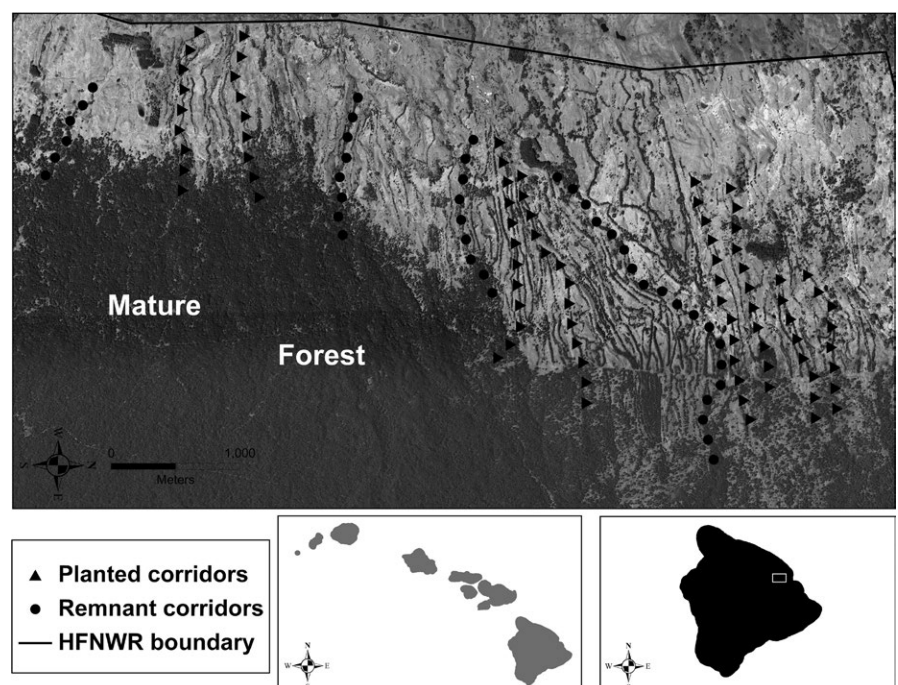 Mature
Forest
N
S
E
0 1,000
Meters
Planted corridors
Remnant corridors
HFNWR boundary
N
W E
S
N
W E
S